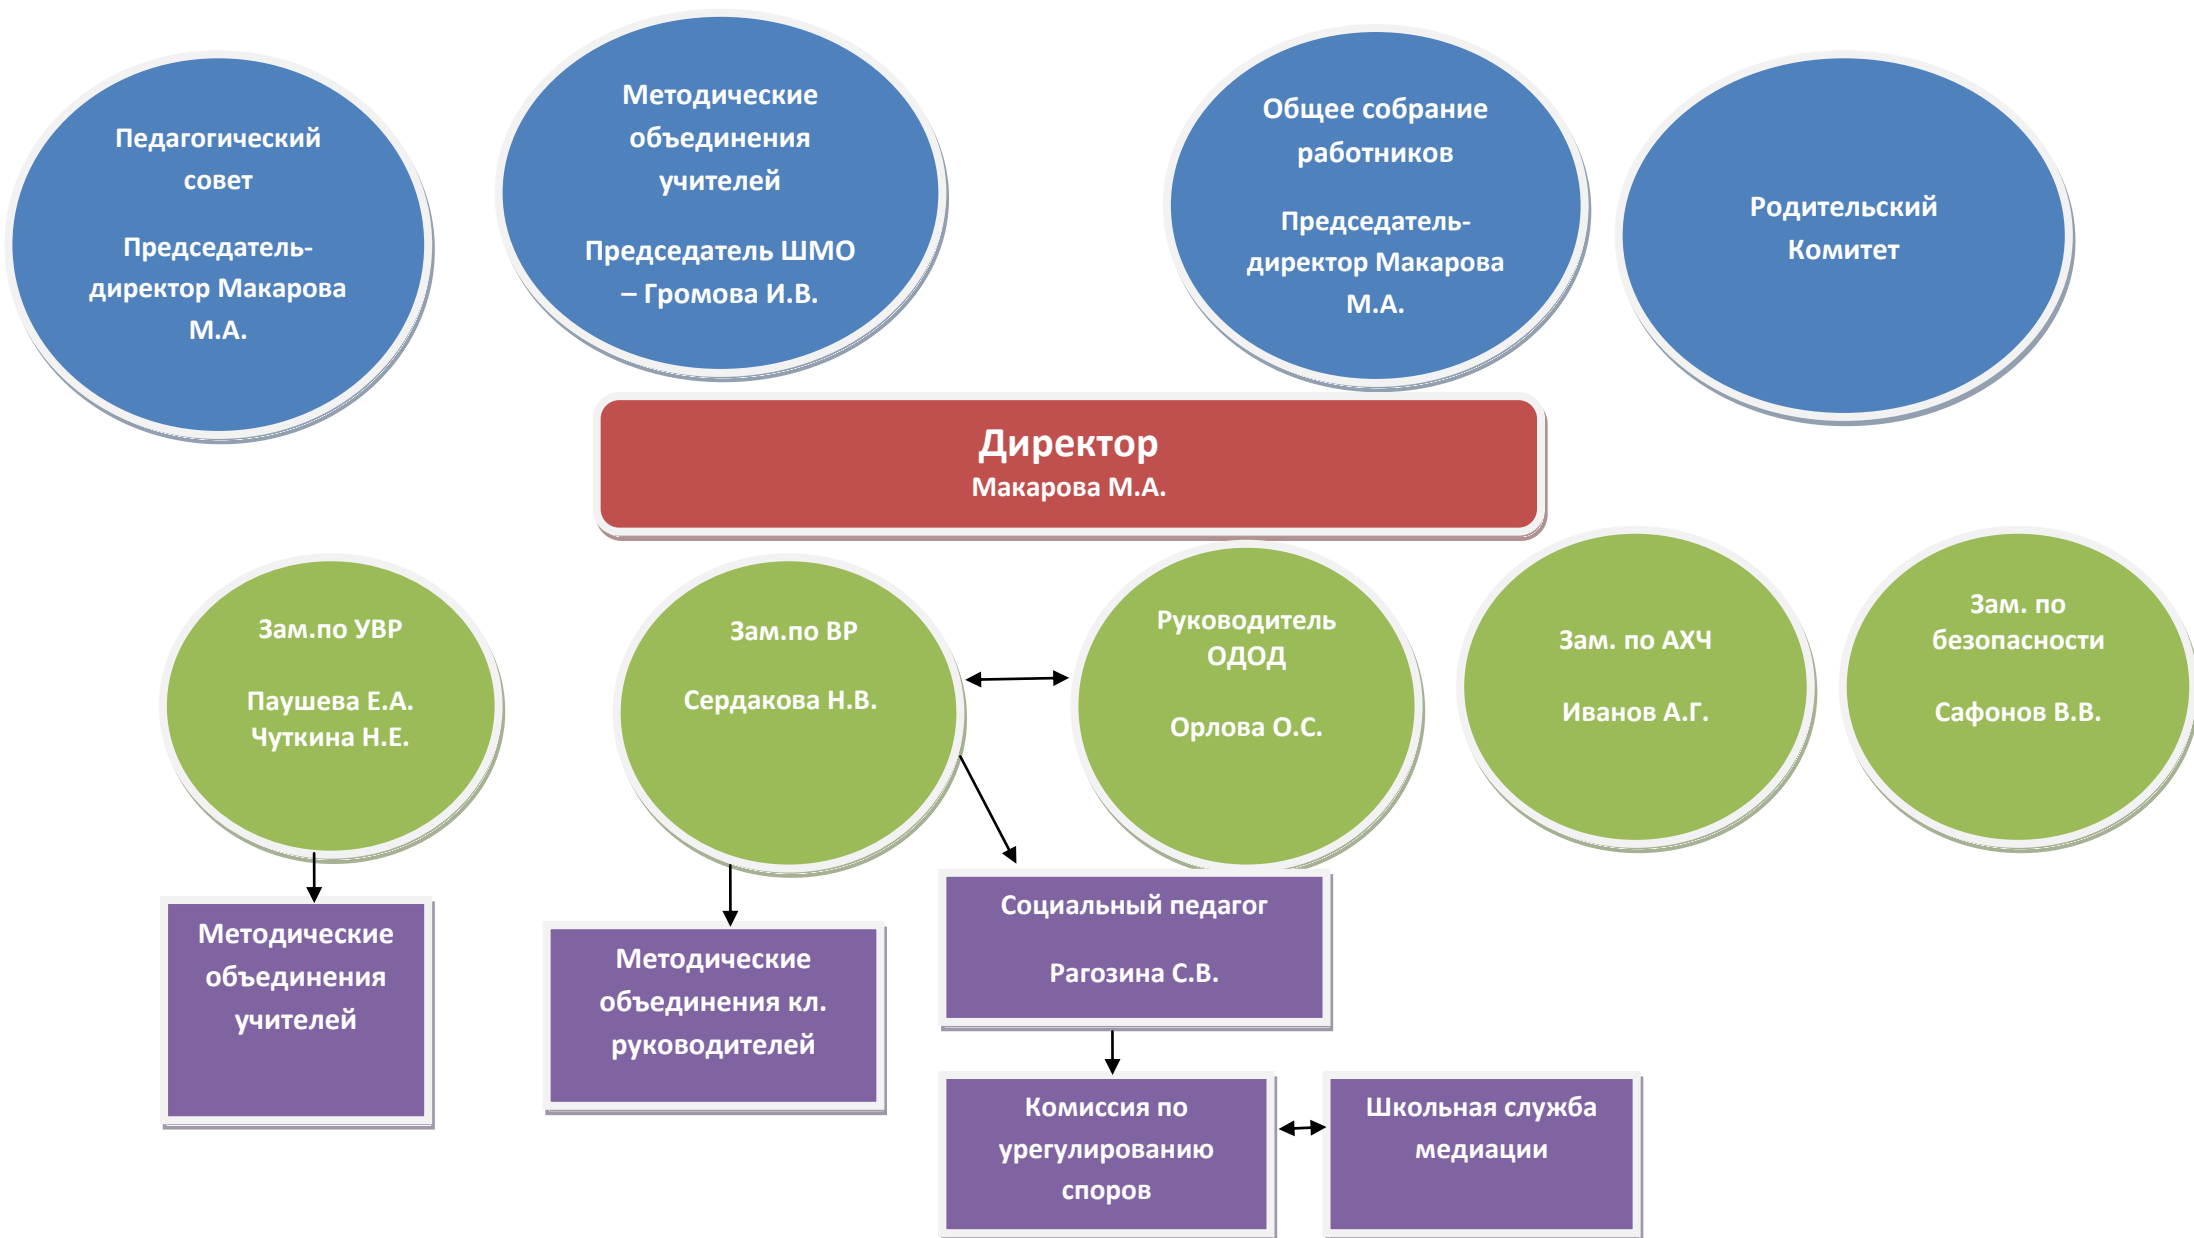 Педагогический
совет
Председатель-
директор Макарова
М.А.
Методические
объединения
учителей
Председатель ШМО
– Громова И.В.
Общее собрание
работников
Председатель-
директор Макарова
М.А.
Родительский
Комитет
Директор
Макарова М.А.
Зам.по УВР
Паушева Е.А.
Чуткина Н.Е.
Зам.по ВР
Сердакова Н.В.
Руководитель
ОДОД
Орлова О.С.
Зам. по АХЧ
Иванов А.Г.
Зам. по
безопасности
Сафонов В.В.
Методические
объединения
учителей
Методические
объединения кл.
руководителей
Социальный педагог
Рагозина С.В.
Комиссия по
урегулированию
споров
Школьная служба
медиации